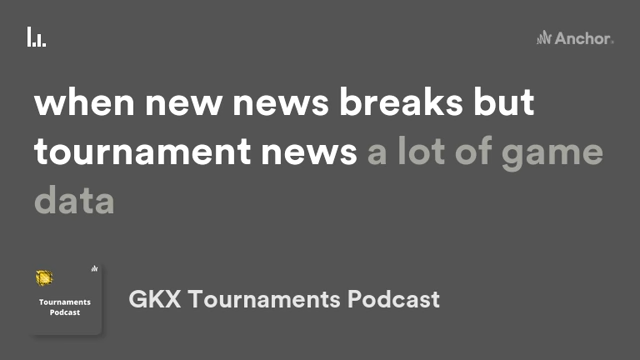 Anchor
when new news breaks but
tournament news a lot of game
data
Tournaments
Podcast
GKX Tournaments Podcast